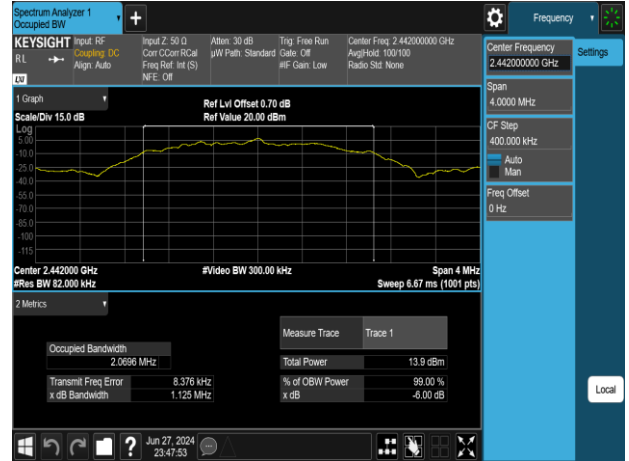 Spectrum Analyzer 1
Occupied BW
Frequency
KEYSIGHT
R L
LXI
Input: RF
Coupling: DC
Align: Auto
Input Z: 50 Ω
Corr CCorr RCal
Freq Ref: Int (S)
NFE: Off
Atten: 30 dB
µW Path: Standard
Trig: Free Run
Gate: Off
#IF Gain: Low
Center Freq: 2.442000000 GHz
Avg|Hold: 100/100
Radio Std: None
Center Frequency
2.442000000 GHz
Settings
Span
4.0000 MHz
CF Step
400.000 kHz
Auto
Man
Freq Offset
0 Hz
Local
1 Graph
Scale/Div 15.0 dB
Ref Lvl Offset 0.70 dB
Ref Value 20.00 dBm
Log
5.00
-10.0
-25.0
-40.0
-55.0
-70.0
-85.0
-100
-115
Center 2.442000 GHz
#Res BW 82.000 kHz
#Video BW 300.00 kHz
Span 4 MHz
Sweep 6.67 ms (1001 pts)
2 Metrics
Measure Trace Trace 1
Occupied Bandwidth
2.0696 MHz
Total Power 13.9 dBm
Transmit Freq Error 8.376 kHz
% of OBW Power 99.00 %
x dB Bandwidth 1.125 MHz
x dB -6.00 dB
?
Jun 27, 2024
23:47:53